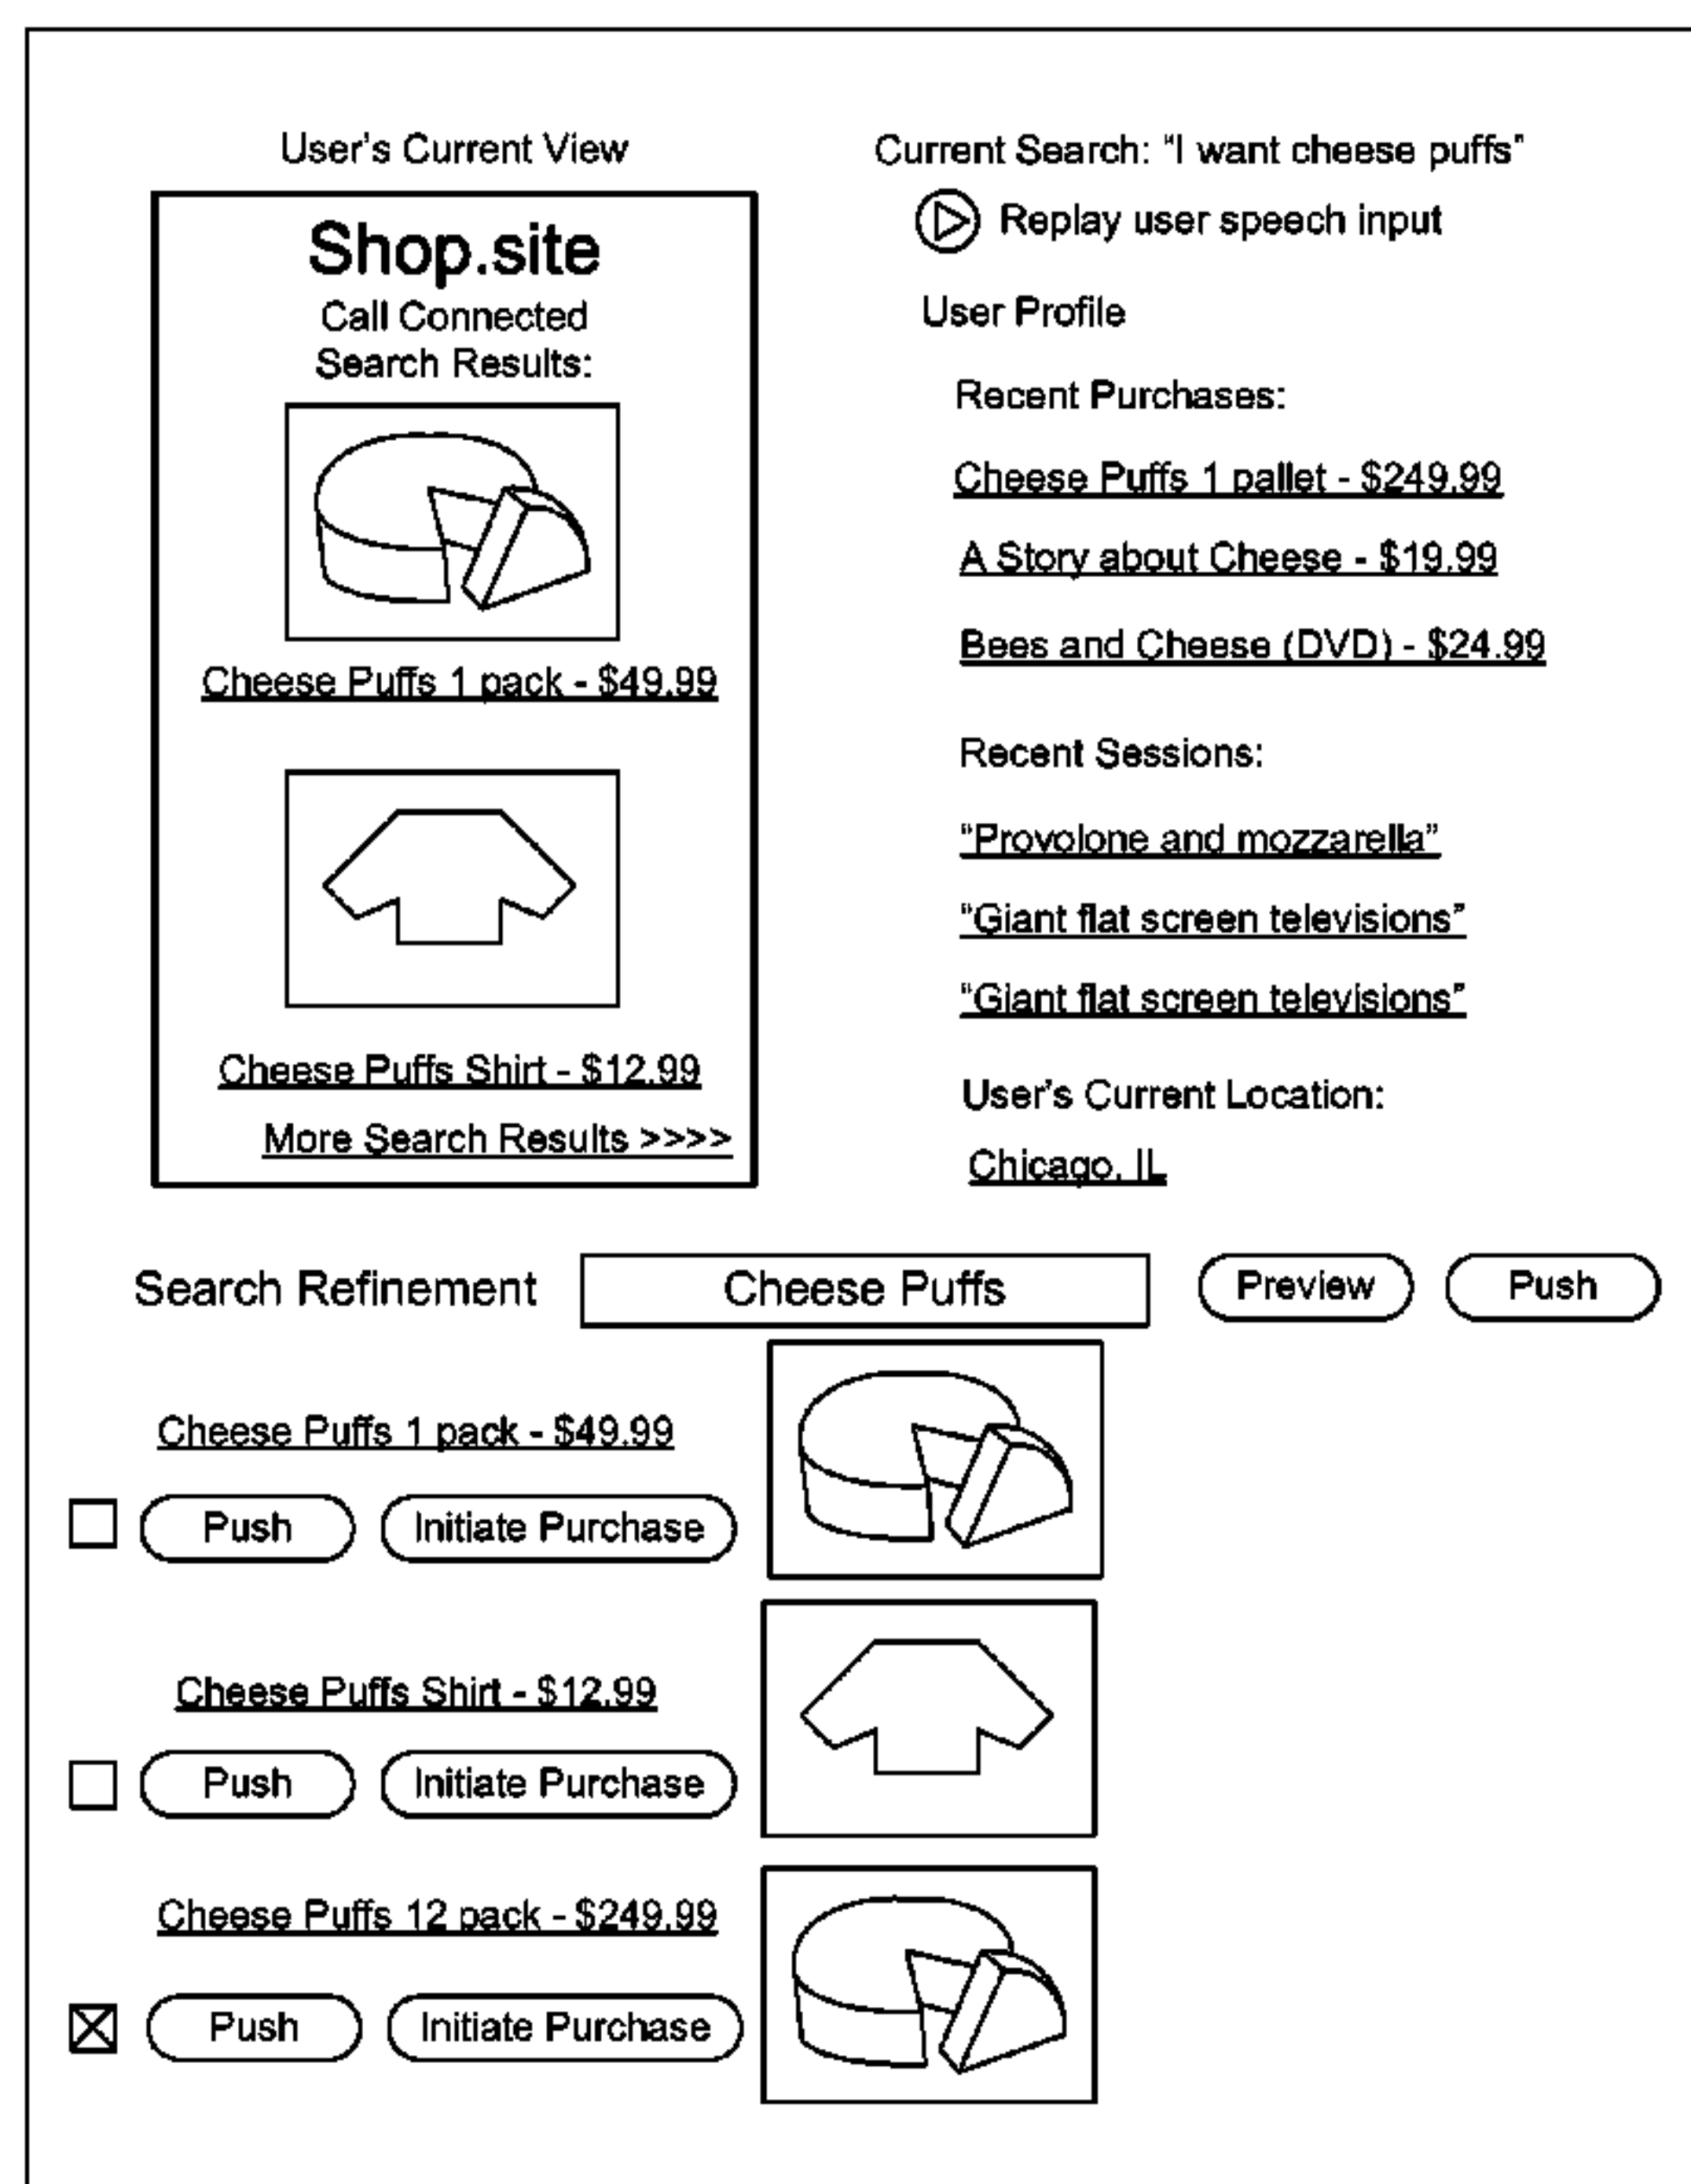 User's Current View
Shop.site
Call Connected
Search Results:
Cheese Puffs 1 pack - $49.99
Cheese Puffs Shirt - $12.99
More Search Results >>>>
Current Search: "I want cheese puffs"
Replay user speech input
User Profile
Recent Purchases:
Cheese Puffs 1 pallet - $249.99
A Story about Cheese - $19.99
Bees and Cheese (DVD) - $24.99
Recent Sessions:
"Provolone and mozzarella"
"Giant flat screen televisions"
"Giant flat screen televisions"
User's Current Location:
Chicago, IL
Search Refinement Cheese Puffs Preview Push
Cheese Puffs 1 pack - $49.99
Push Initiate Purchase
Cheese Puffs Shirt - $12.99
Push Initiate Purchase
Cheese Puffs 12 pack - $249.99
Push Initiate Purchase